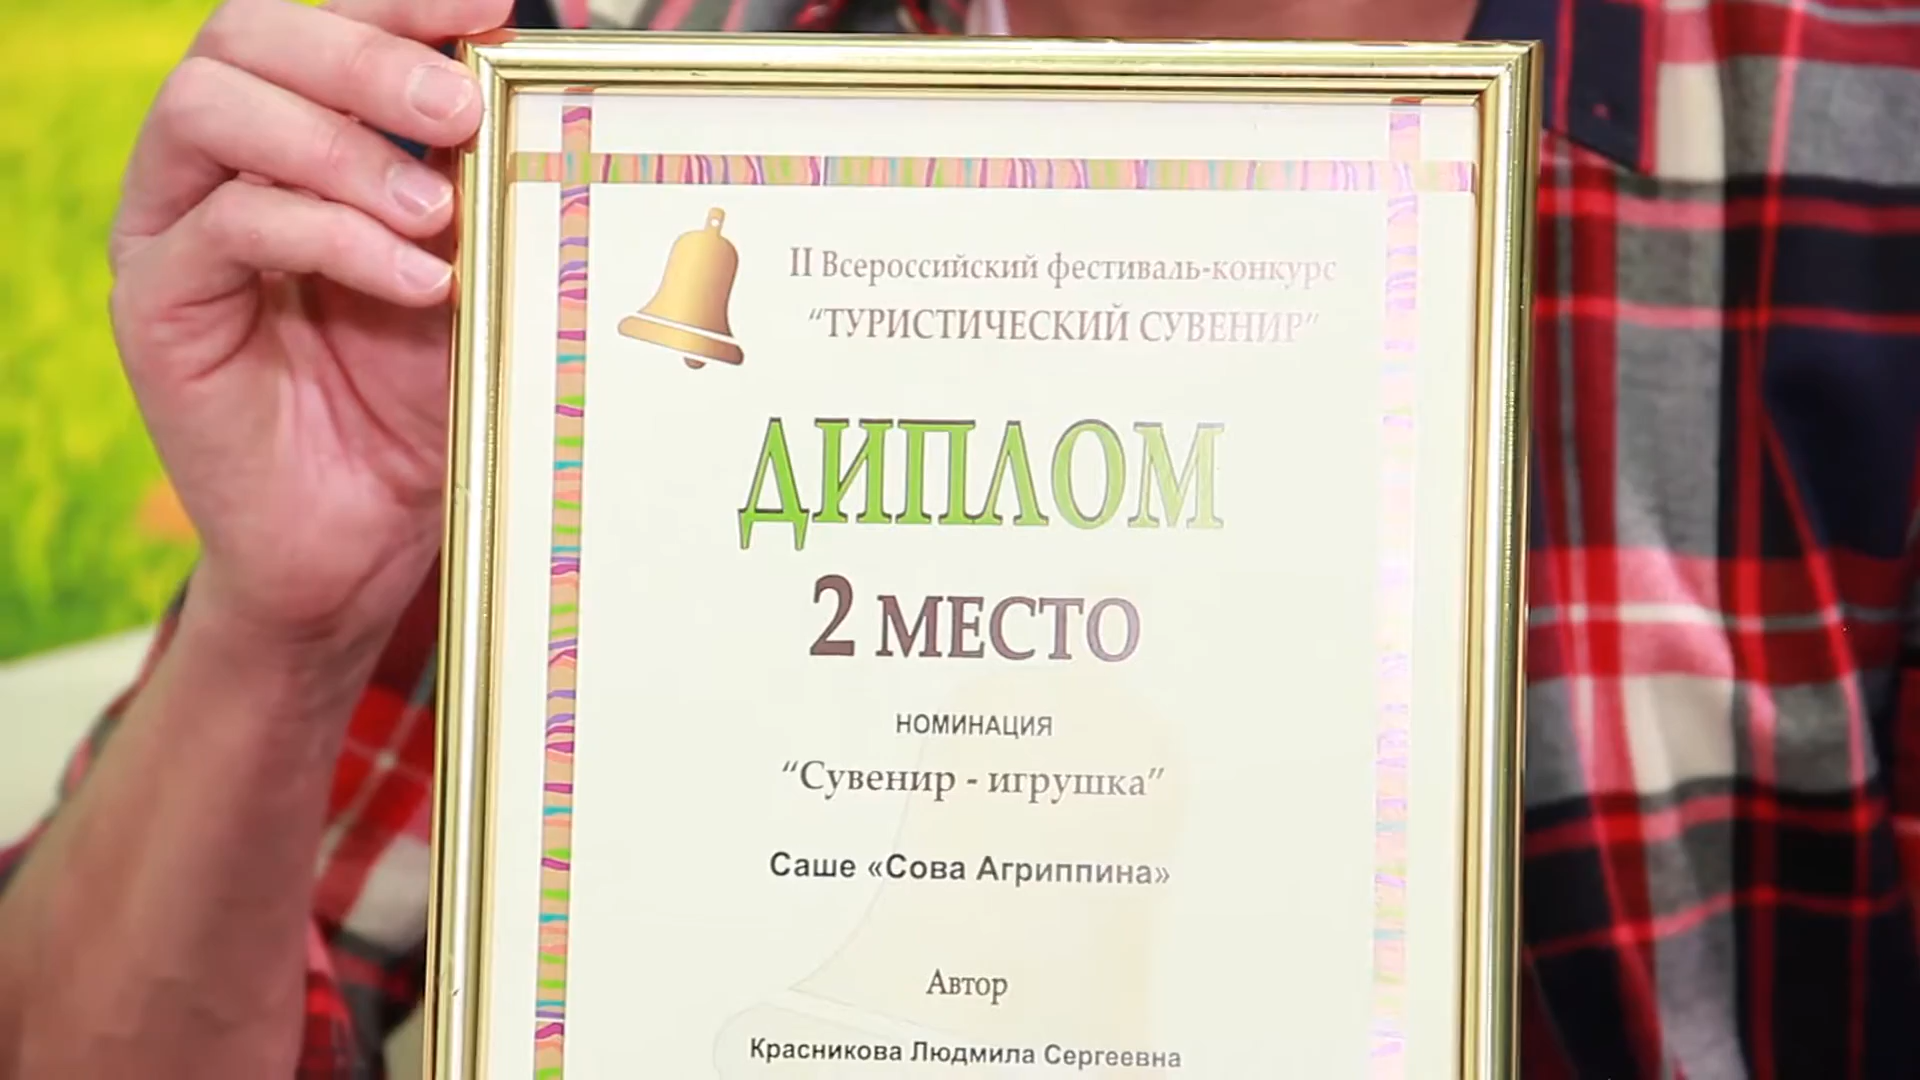 II Всероссийский фестиваль-конкурс
“ТУРИСТИЧЕСКИЙ СУВЕНИР”
ДИПЛОМ
2 МЕСТО
НОМИНАЦИЯ
“Сувенир - игрушка”
Саше «Сова Агриппина»
Автор
Красникова Людмила Сергеевна